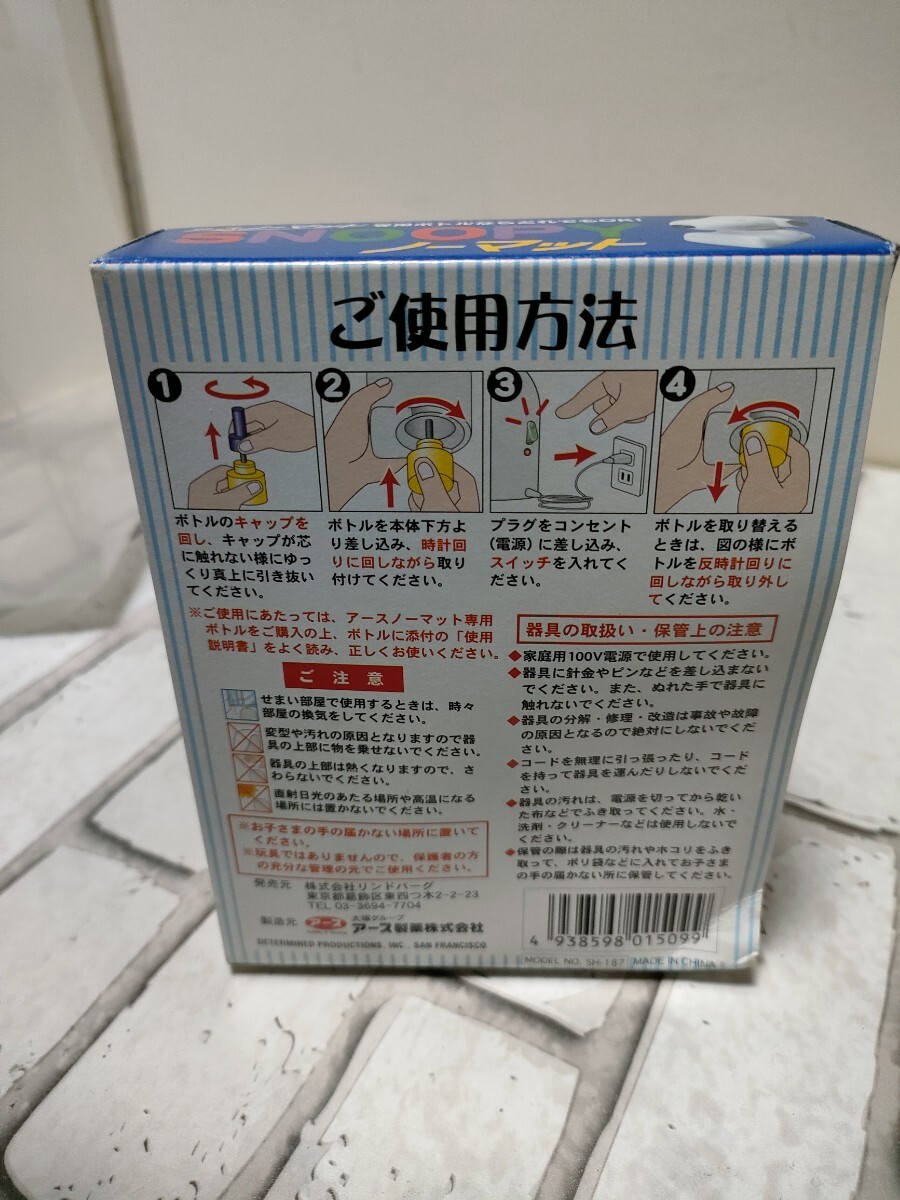 SNOOPY
ノーマット
ご使用方法
1
2
3
4
ボトルのキャップを
回し、キャップが芯
に触れない様にゆっ
くり真上に引き抜い
てください。
ボトルを本体下方よ
り差し込み、時計回
りに回しながら取り
付けてください。
プラグをコンセント
(電源)に差し込み、
スイッチを入れてく
ださい。
ボトルを取り替える
ときは、図の様にボ
トルを反時計回りに
回しながら取り外し
てください。
※ご使用にあたっては、アースノーマット専用
ボトルをご購入の上、ボトルに添付の「使用
説明書」をよく読み、正しくお使いください。
ご注意
せまい部屋で使用するときは、時々
部屋の換気をしてください。
変型や汚れの原因となりますので器
具の上部に物を乗せないでください。
器具の上部は熱くなりますので、さ
わらないでください。
直射日光のあたる場所や高温になる
場所には置かないでください。
※お子さまの手の届かない場所に置いて
ください。
※玩具ではありませんので、保護者の方
の充分な管理の元でご使用ください。
発売元 株式会社リンドバーグ
東京都葛飾区東四つ木2-2-23
TEL 03-3694-7704
製造元 アース 大塚グループ
アース製薬株式会社
DETERMINED PRODUCTIONS, INC. SAN FRANCISCO
器具の取扱い・保管上の注意
◆家庭用100V電源で使用してください。
◆器具に針金やピンなどを差し込まない
でください。また、ぬれた手で器具に
触れないでください。
◆器具の分解・修理・改造は事故や故障
の原因となるので絶対にしないでくだ
さい。
◆コードを無理に引っ張ったり、コード
を持って器具を運んだりしないでくだ
さい。
◆器具の汚れは、電源を切ってから乾い
た布などでふき取ってください。水・
洗剤・クリーナーなどは使用しないで
ください。
◆保管の際は器具の汚れやホコリをふき
取って、ポリ袋などに入れてお子さま
の手の届かない所に保管してください。
4 938598 015099
MODEL NO. SH-187 MADE IN CHINA